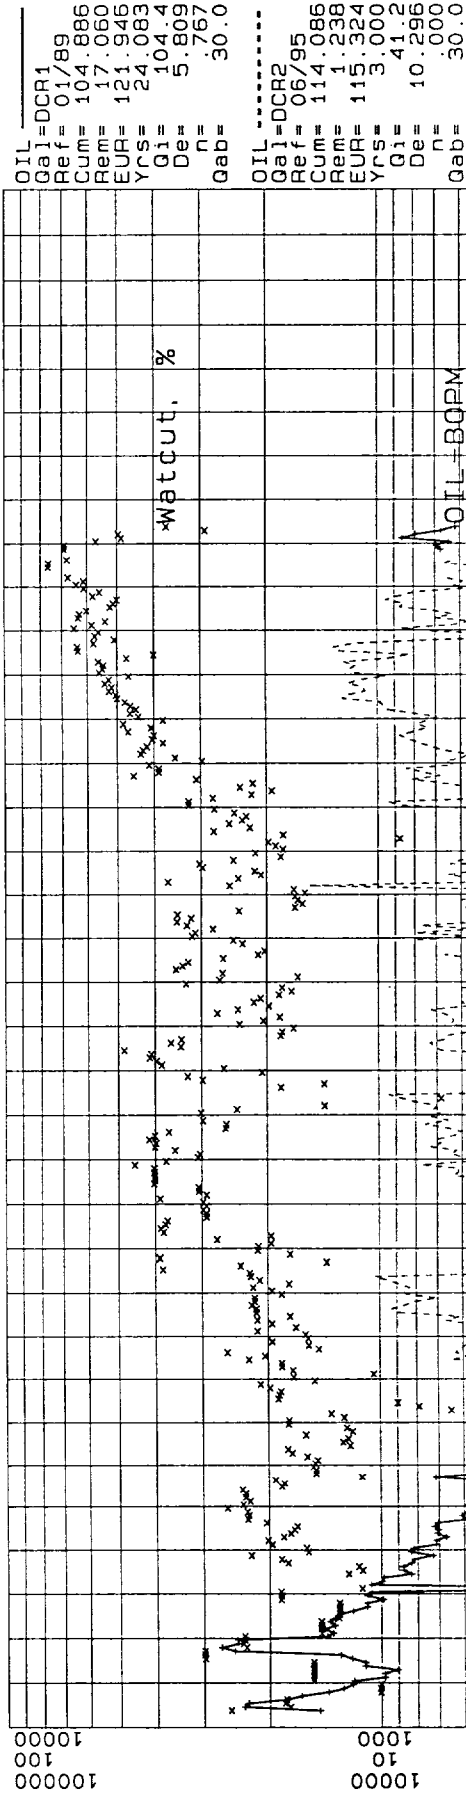 OIL
Qal=DCR1
Ref= 01/89
Cum= 104.886
Rem= 17.060
EUR= 121.946
Yrs= 24.083
Qi= 104.4
De= 5.809
n= .767
Qab= 30.0
OIL
Qal=DCR2
Ref= 06/95
Cum= 114.086
Rem= 1.238
EUR= 115.324
Yrs= 3.000
Qi= 41.2
De= 10.296
n= .000
Qab= 30.0
Watcut, %
OIL-BOPM
10000
100
100000
1000
10
10000